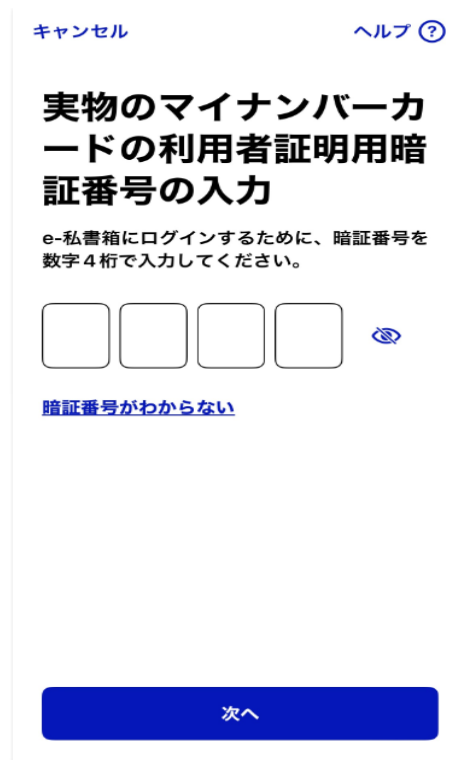 キャンセル
ヘルプ ?
実物のマイナンバーカ
ードの利用者証明用暗
証番号の入力
e-私書箱にログインするために、暗証番号を
数字４桁で入力してください。
暗証番号がわからない
次へ